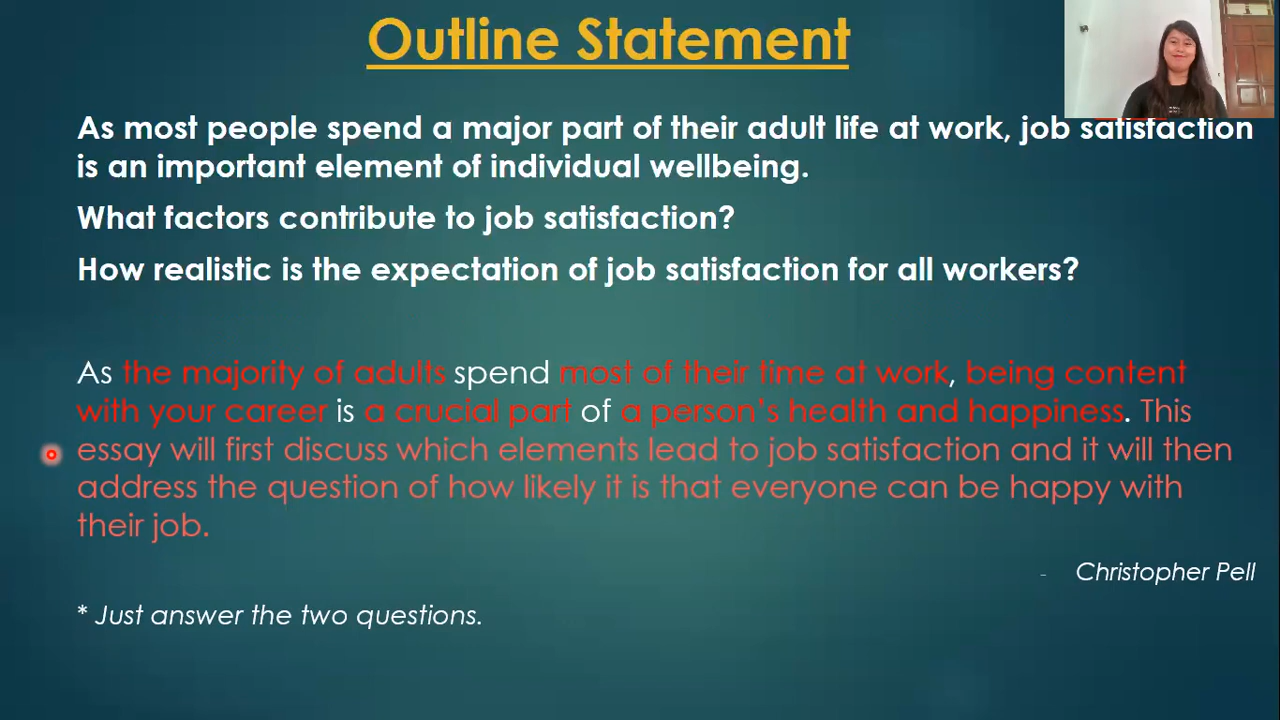 Outline Statement
As most people spend a major part of their adult life at work, job satisfaction
is an important element of individual wellbeing.
What factors contribute to job satisfaction?
How realistic is the expectation of job satisfaction for all workers?
As the majority of adults spend most of their time at work, being content
with your career is a crucial part of a person’s health and happiness. This
essay will first discuss which elements lead to job satisfaction and it will then
address the question of how likely it is that everyone can be happy with
their job.
- Christopher Pell
* Just answer the two questions.